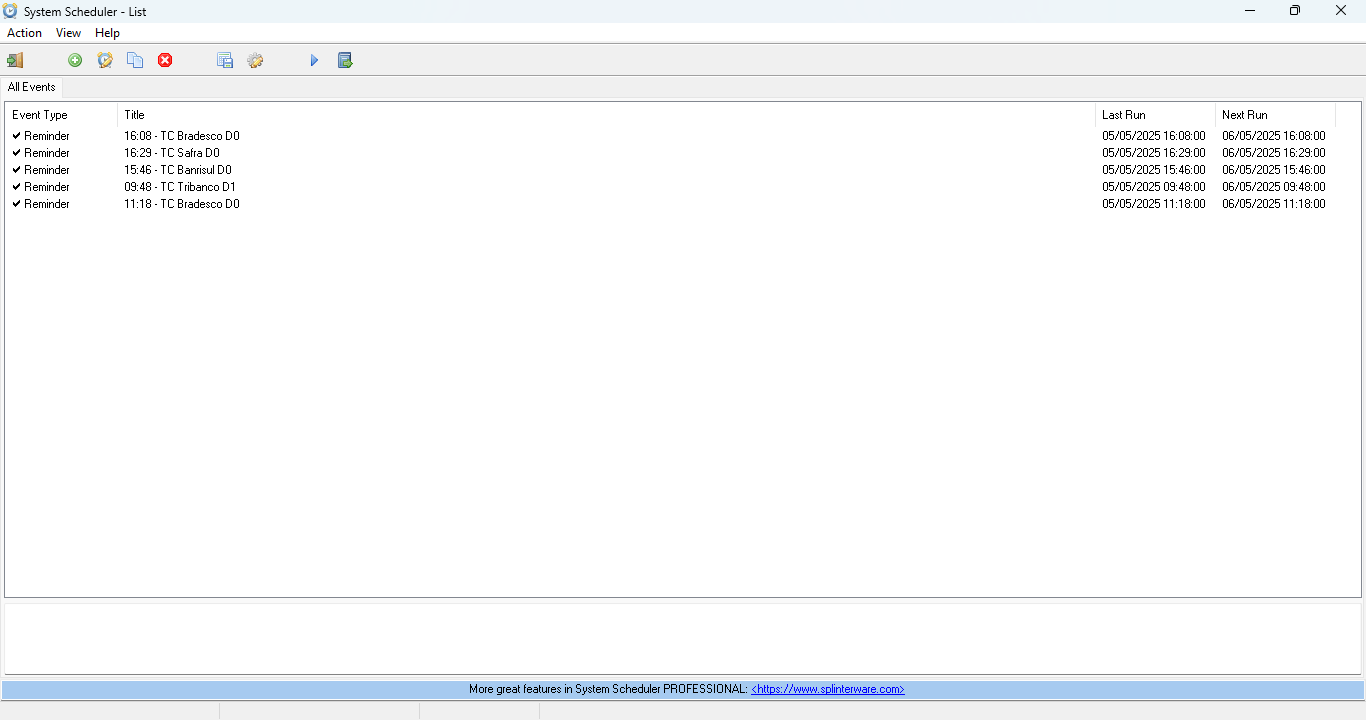 System Scheduler - List
Action View Help
All Events
Event Type Title Last Run Next Run
Reminder 16:08 - TC Bradesco D0 05/05/2025 16:08:00 06/05/2025 16:08:00
Reminder 16:29 - TC Safra D0 05/05/2025 16:29:00 06/05/2025 16:29:00
Reminder 15:46 - TC Banrisul D0 05/05/2025 15:46:00 06/05/2025 15:46:00
Reminder 09:48 - TC Tribanco D1 05/05/2025 09:48:00 06/05/2025 09:48:00
Reminder 11:18 - TC Bradesco D0 05/05/2025 11:18:00 06/05/2025 11:18:00
More great features in System Scheduler PROFESSIONAL: <https://www.splinterware.com>